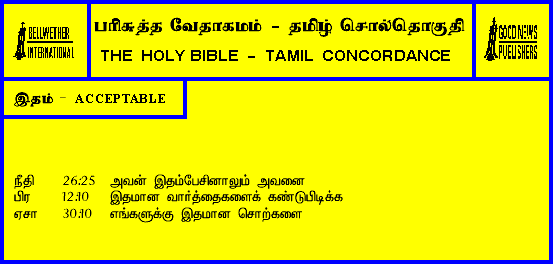 BELLWETHER
INTERNATIONAL
பரிசுத்த வேதாகமம் - தமிழ் சொல்தொகுதி
THE HOLY BIBLE - TAMIL CONCORDANCE
GOOD NEWS
PUBLISHERS
இதம் - ACCEPTABLE
நீதி 26:25 அவன் இதம்பேசினாலும் அவனை
பிர 12:10 இதமான வார்த்தைகளைக் கண்டுபிடிக்க
ஏசா 30:10 எங்களுக்கு இதமான சொற்களை